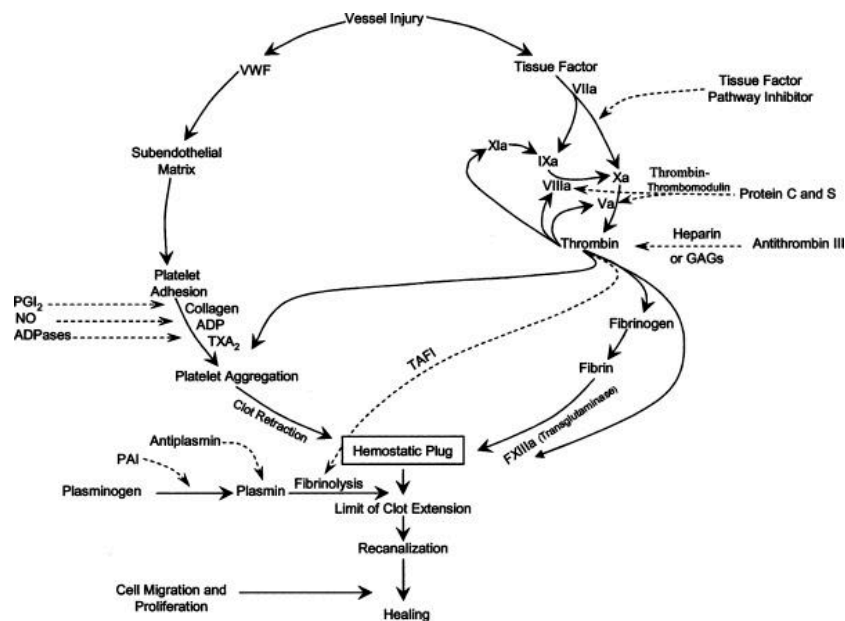 Vessel Injury
VWF
Tissue Factor
VIIa
Tissue Factor
Pathway Inhibitor
Subendothelial
Matrix
XIa
IXa
Xa
VIIIa
Va
Thrombin-
Thrombomodulin
Protein C and S
Thrombin
Heparin
or GAGs
Antithrombin III
Platelet
Adhesion
PGI₂
NO
ADPases
Collagen
ADP
TXA₂
Platelet Aggregation
TAFI
Fibrinogen
Fibrin
Clot Retraction
FXIIIa (Transglutaminase)
Hemostatic Plug
Antiplasmin
PAI
Plasminogen
Plasmin
Fibrinolysis
Limit of Clot Extension
Recanalization
Cell Migration and
Proliferation
Healing